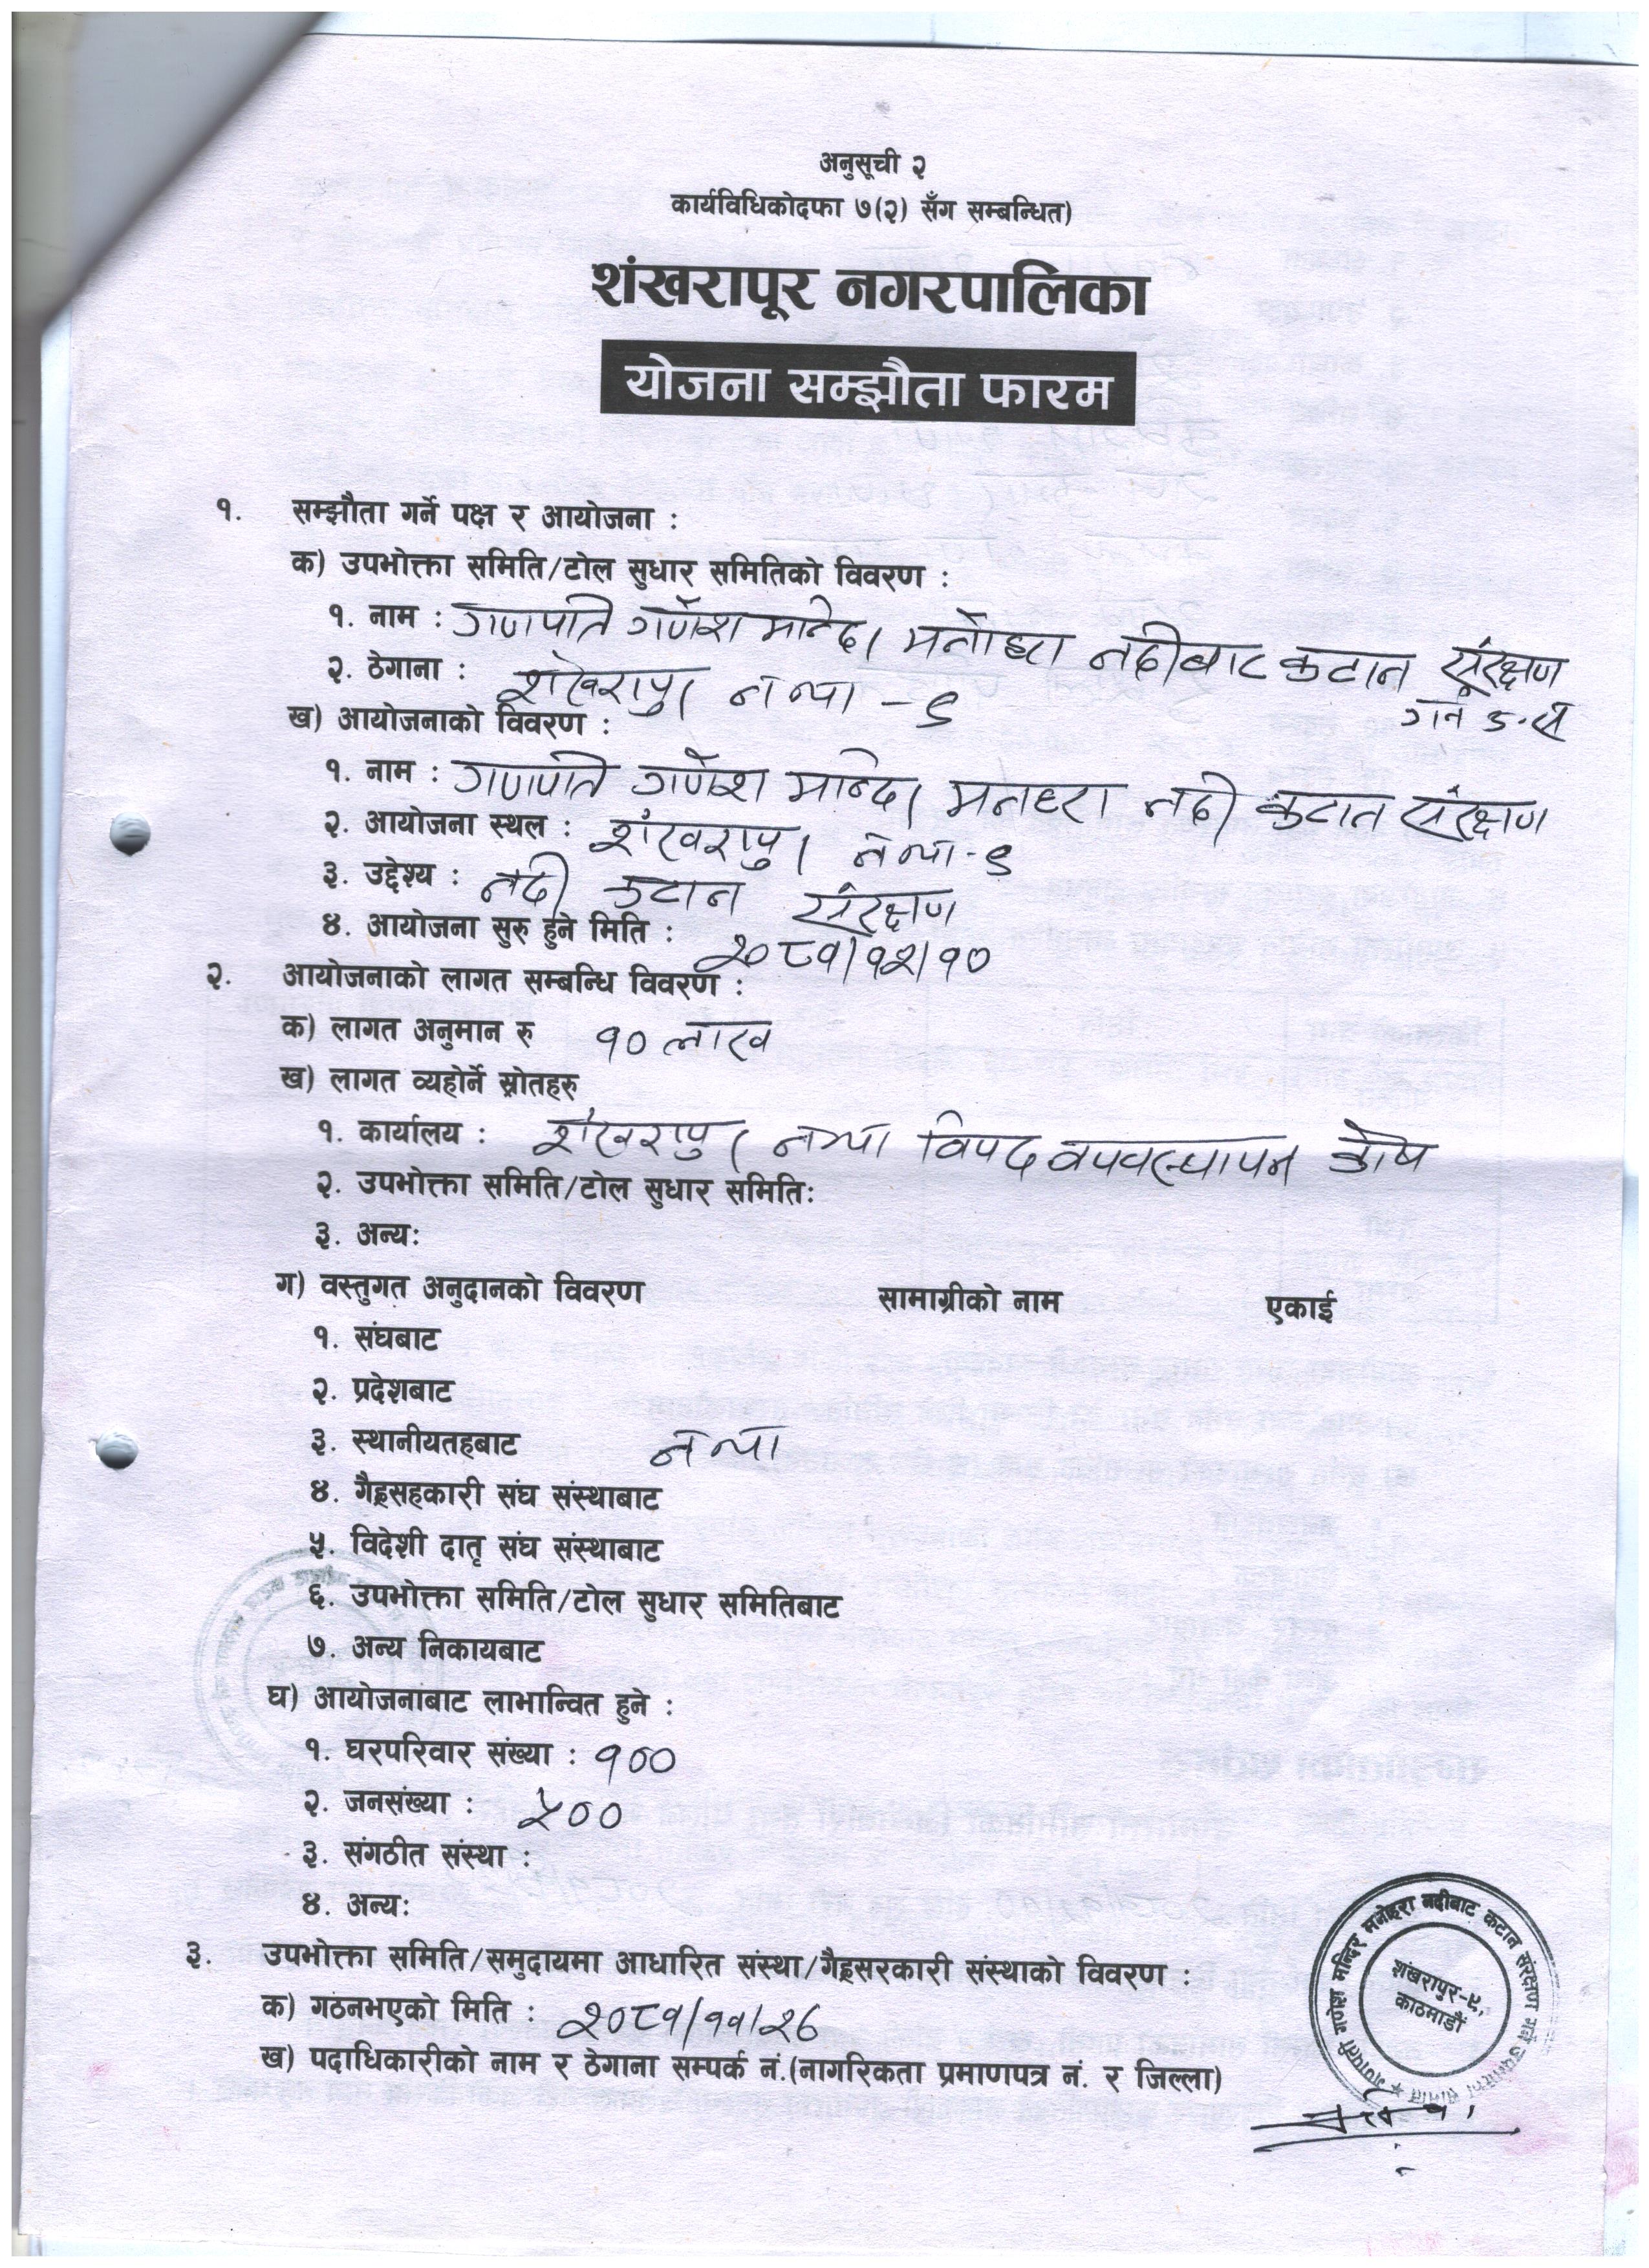 अनुसूची २
कार्यविधिकोदफा ७(२) सँग सम्बन्धित)
शंखरापूर नगरपालिका
योजना सम्झौता फारम
१. सम्झौता गर्ने पक्ष र आयोजना :
क) उपभोक्ता समिति/टोल सुधार समितिको विवरण :
१. नाम : गणपति गणेश मन्दिर मनोहरा नदीबाट कटान संरक्षण
गर्ने उ.स
२. ठेगाना : शंखरापुर न पा - ९
ख) आयोजनाको विवरण :
१. नाम : गणपति गणेश मन्दिर मनहरा नदी कटान संरक्षण
२. आयोजना स्थल : शंखरापुर न पा - ९
३. उद्देश्य : नदी कटान संरक्षण
४. आयोजना सुरु हुने मिति : २०८१/१२/१०
२. आयोजनाको लागत सम्बन्धि विवरण :
क) लागत अनुमान रु १० लाख
ख) लागत व्यहोर्ने स्रोतहरु
१. कार्यालय : शंखरापुर नपा विपद व्यवस्थापन कोष
२. उपभोक्ता समिति/टोल सुधार समिति:
३. अन्य:
ग) वस्तुगत अनुदानको विवरण सामाग्रीको नाम एकाई
१. संघबाट
२. प्रदेशबाट
३. स्थानीयतहबाट न पा
४. गैह्रसहकारी संघ संस्थाबाट
५. विदेशी दातृ संघ संस्थाबाट
६. उपभोक्ता समिति/टोल सुधार समितिबाट
७. अन्य निकायबाट
घ) आयोजनाबाट लाभान्वित हुने :
१. घरपरिवार संख्या : १००
२. जनसंख्या : ५००
३. संगठीत संस्था :
४. अन्य:
३. उपभोक्ता समिति/समुदायमा आधारित संस्था/गैह्रसरकारी संस्थाको विवरण :
क) गठनभएको मिति : २०८१/११/२६
ख) पदाधिकारीको नाम र ठेगाना सम्पर्क नं.(नागरिकता प्रमाणपत्र नं. र जिल्ला)
गणपती गणेश मन्दिर मनोहरा नदीबाट कटान संरक्षण गर्ने उपभोक्ता समिति
शंखरापुर-९,
काठमाडौं